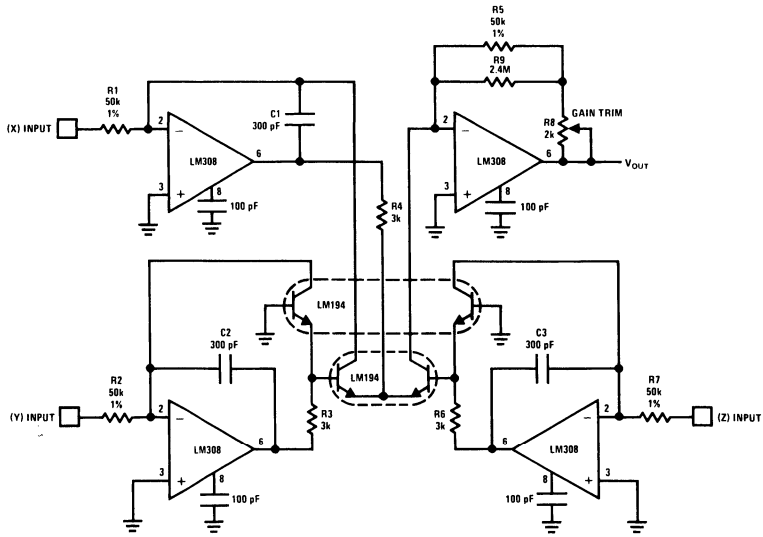 R5
50k
1%
R9
2.4M
R1
50k
1%
(X) INPUT
2
−
C1
300 pF
LM308
6
3
+
8
100 pF
R4
3k
2
−
LM308
6
3
+
8
100 pF
GAIN TRIM
R8
2k
VOUT
LM194
LM194
C2
300 pF
C3
300 pF
R2
50k
1%
(Y) INPUT
2
−
LM308
6
3
+
8
100 pF
R3
3k
R6
3k
R7
50k
1%
(Z) INPUT
2
−
LM308
6
3
+
8
100 pF